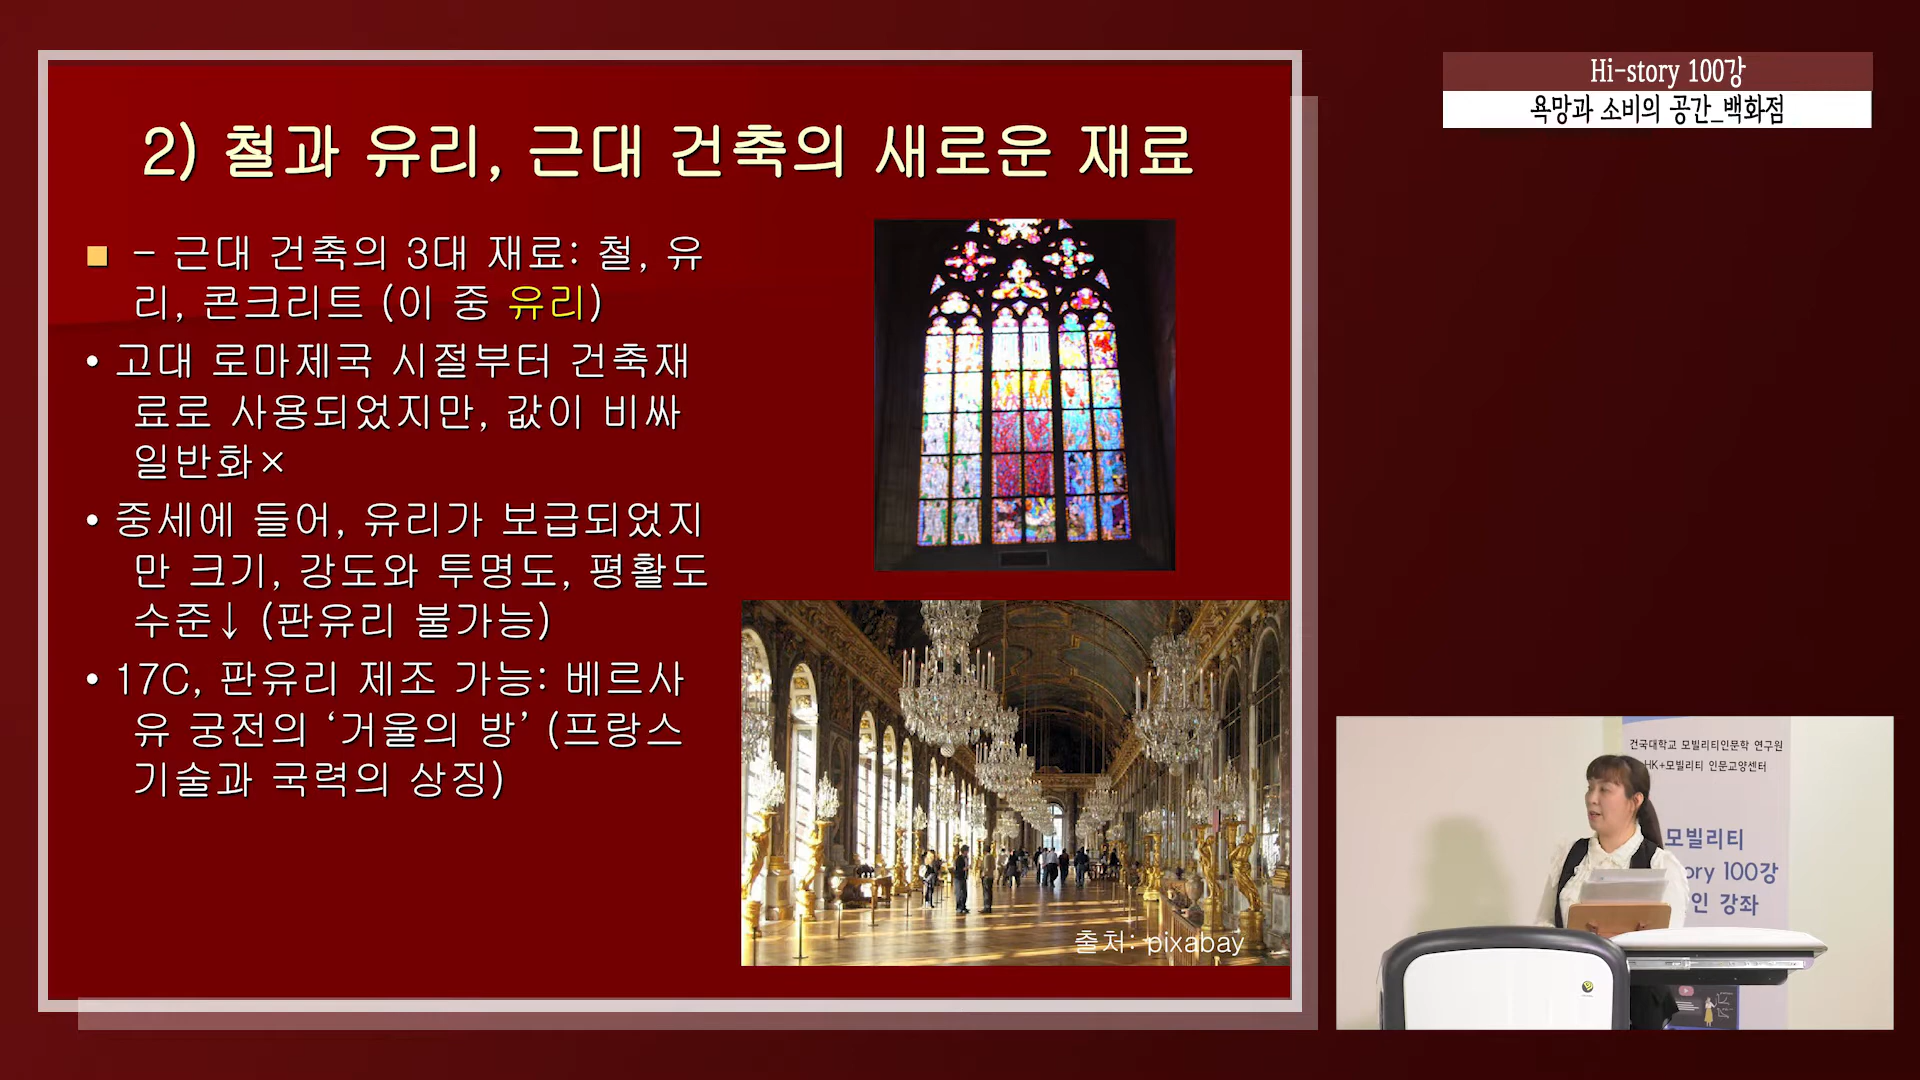 Hi-story 100강
욕망과 소비의 공간_백화점
2) 철과 유리, 근대 건축의 새로운 재료
■ - 근대 건축의 3대 재료: 철, 유
리, 콘크리트 (이 중 유리)
• 고대 로마제국 시절부터 건축재
료로 사용되었지만, 값이 비싸
일반화×
• 중세에 들어, 유리가 보급되었지
만 크기, 강도와 투명도, 평활도
수준↓ (판유리 불가능)
• 17C, 판유리 제조 가능: 베르사
유 궁전의 ‘거울의 방’ (프랑스
기술과 국력의 상징)
출처: pixabay
건국대학교 모빌리티인문학 연구원
HK+모빌리티 인문교양센터
모빌리티
ory 100강
인 강좌